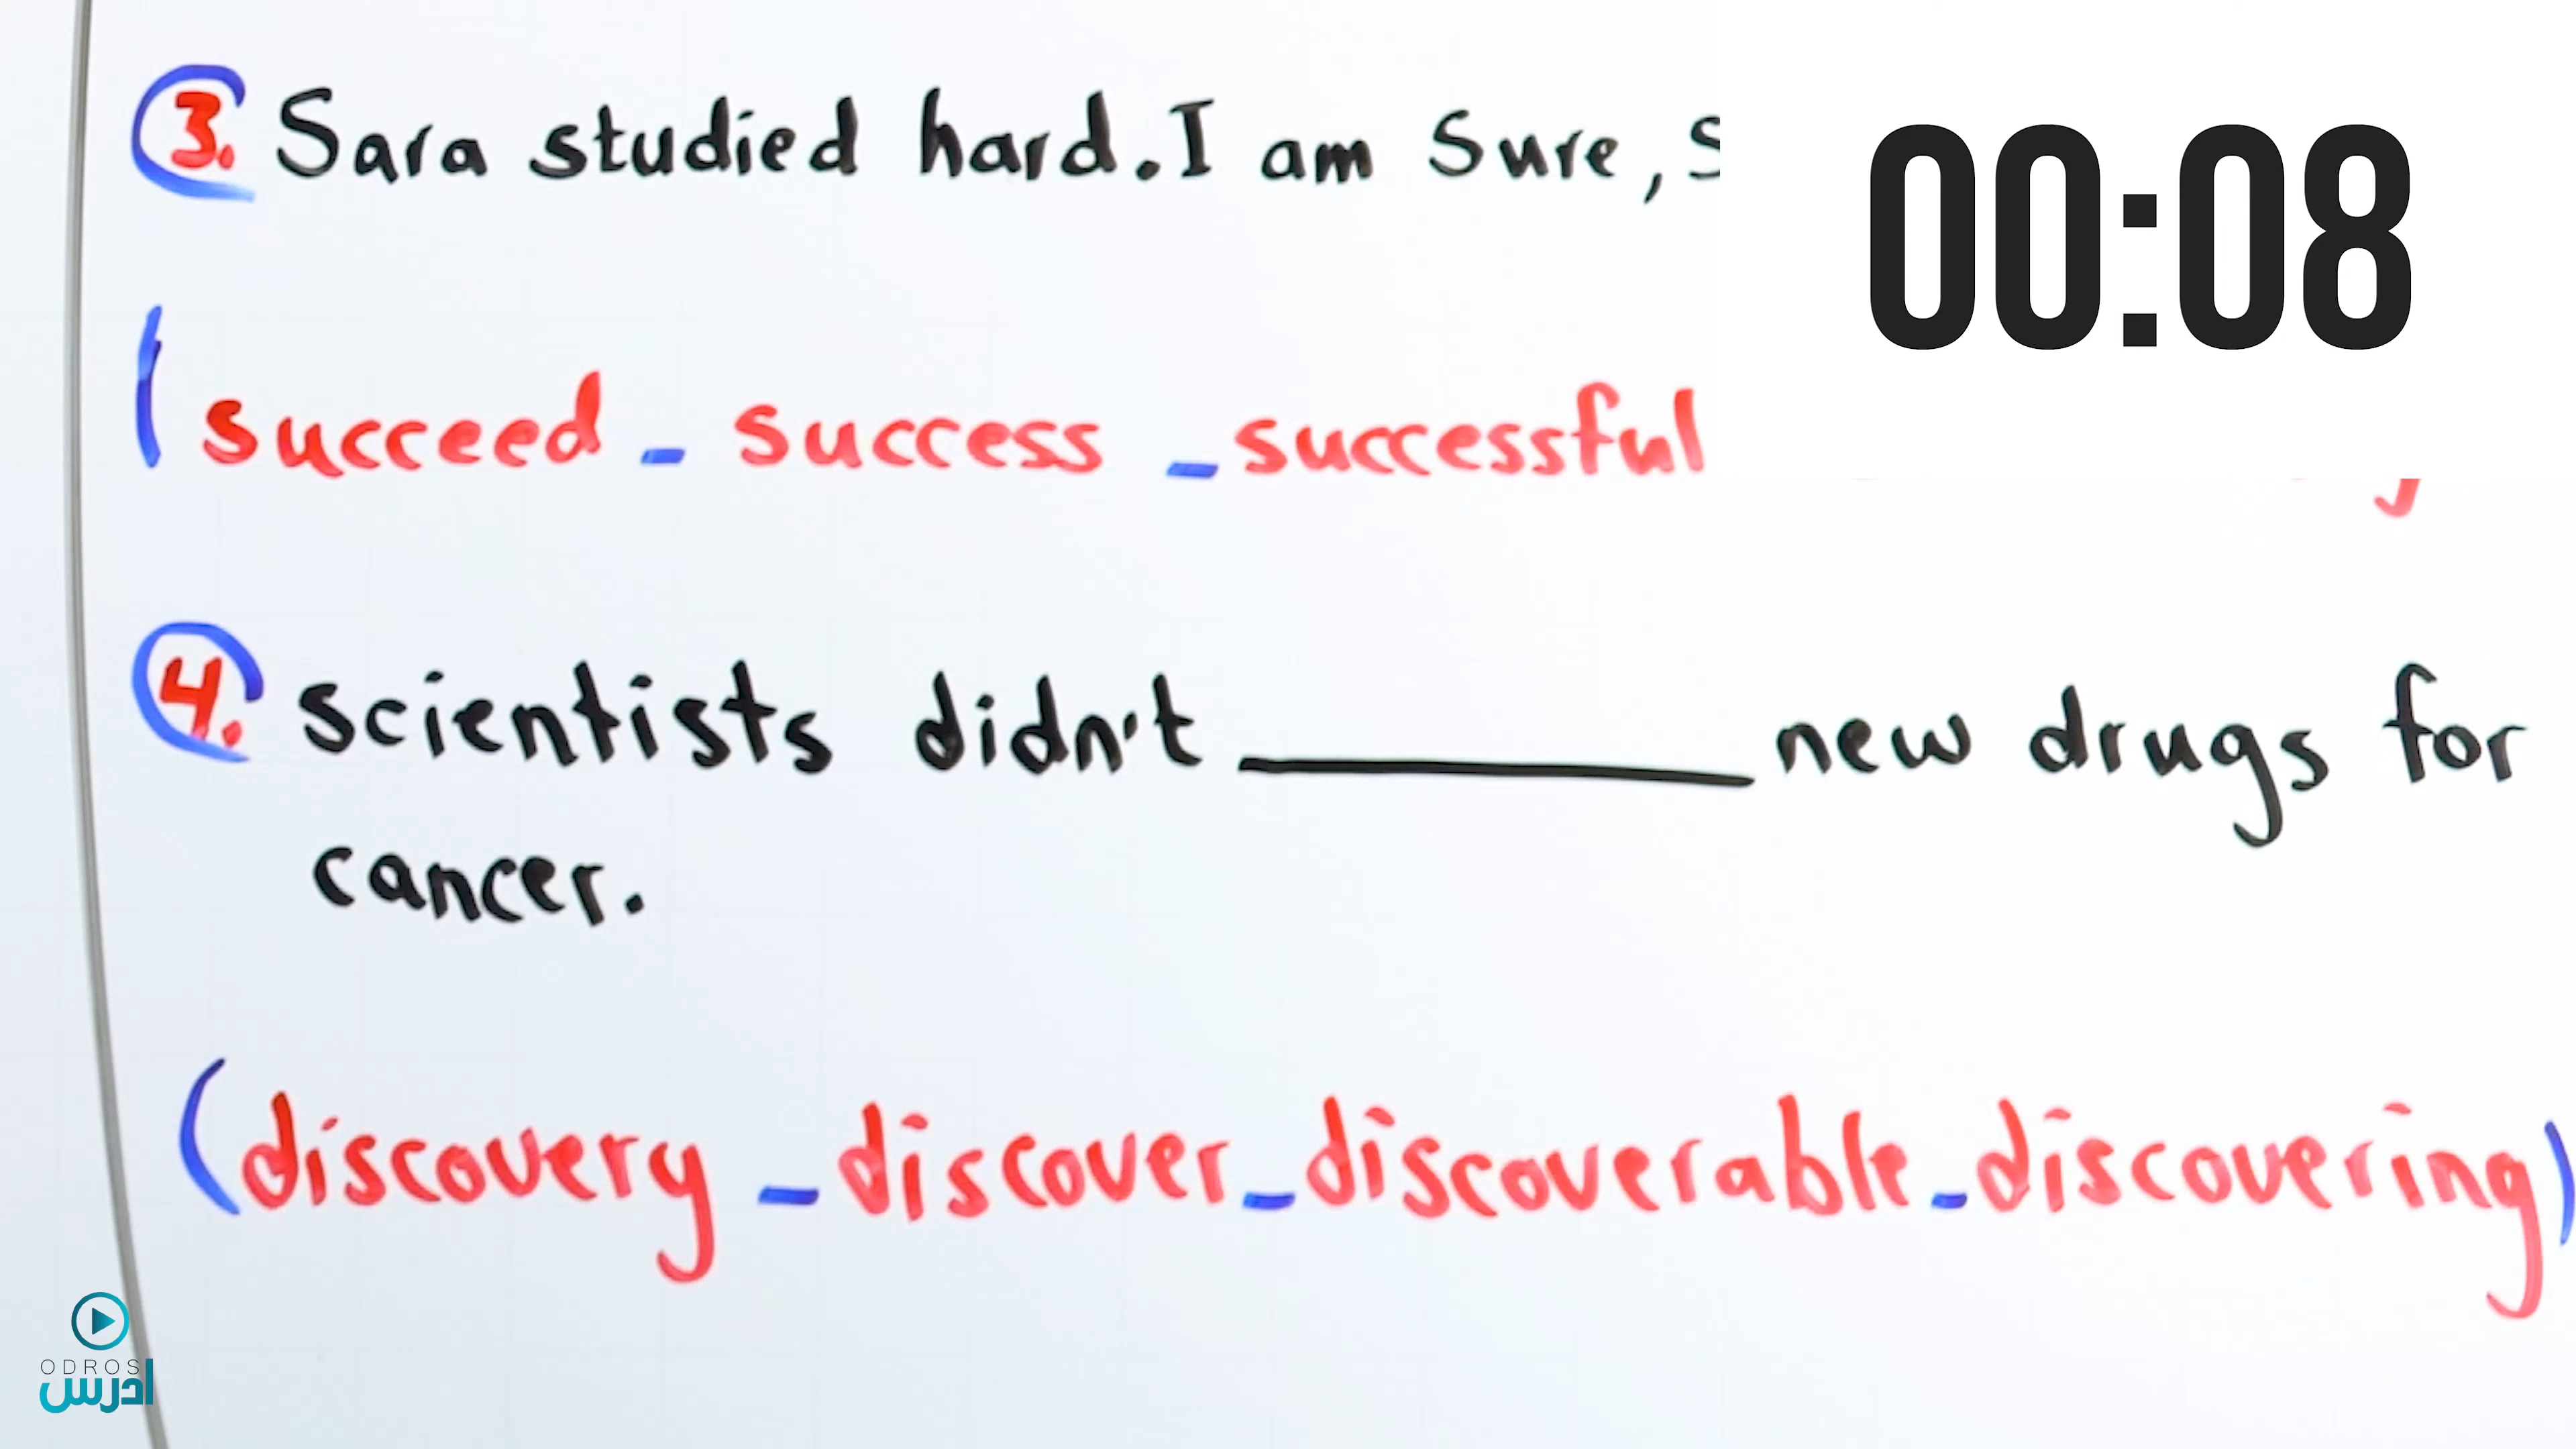 3. Sara studied hard. I am Sure, S
00:08
( succeed - success - successful
4. scientists didn't ________ new drugs for
cancer.
( discovery - discover - discoverable - discovering )
ODROS
ادرس